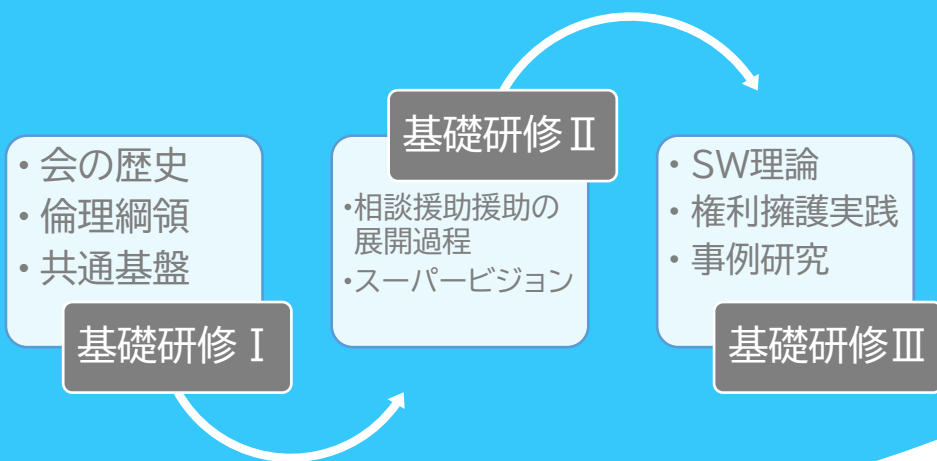 ・会の歴史
・倫理綱領
・共通基盤
基礎研修Ⅰ
基礎研修Ⅱ
・相談援助援助の
展開過程
・スーパービジョン
・SW理論
・権利擁護実践
・事例研究
基礎研修Ⅲ